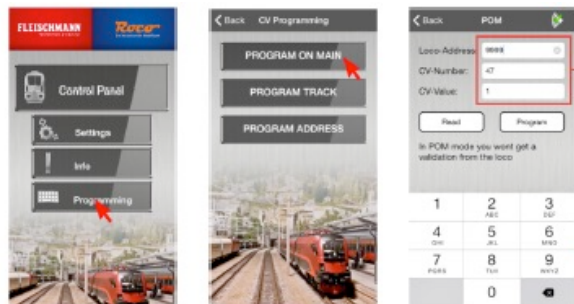 FLEISCHMANN
Roco
Control Panel
Settings
Info
Programming
Back CV Programming
PROGRAM ON MAIN
PROGRAM TRACK
PROGRAM ADDRESS
Back POM
Loco-Address: 9999
CV-Number: 47
CV-Value: 1
Read Program
In POM mode you wont get a
validation from the loco
1 2 3
ABC DEF
4 5 6
GHI JKL MNO
7 8 9
PQRS TUV WXYZ
0